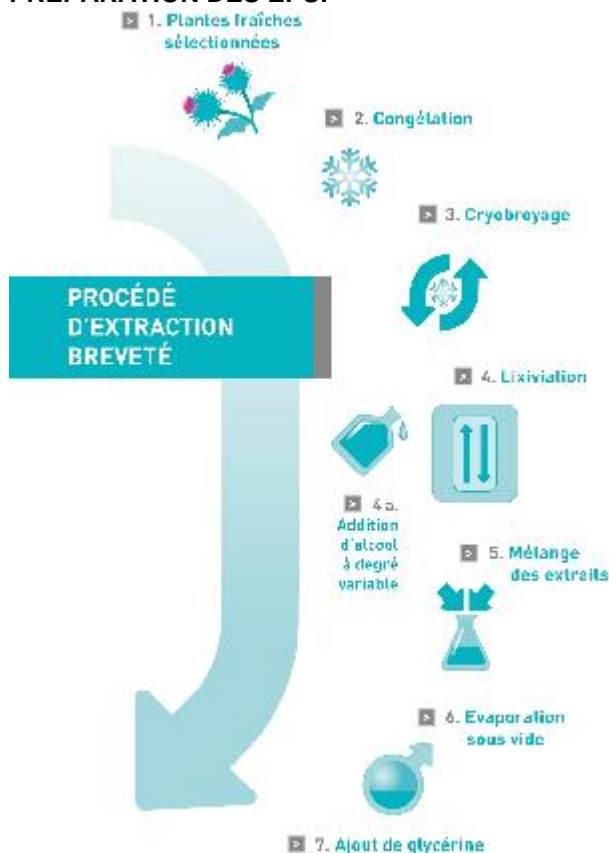 1. Plantes fraîches
sélectionnées
2. Congélation
3. Cryobroyage
PROCÉDÉ
D'EXTRACTION
BREVETÉ
4. Lixiviation
4a.
Addition
d'alcool
à degré
variable
5. Mélange
des extraits
6. Evaporation
sous vide
7. Ajout de glycérine